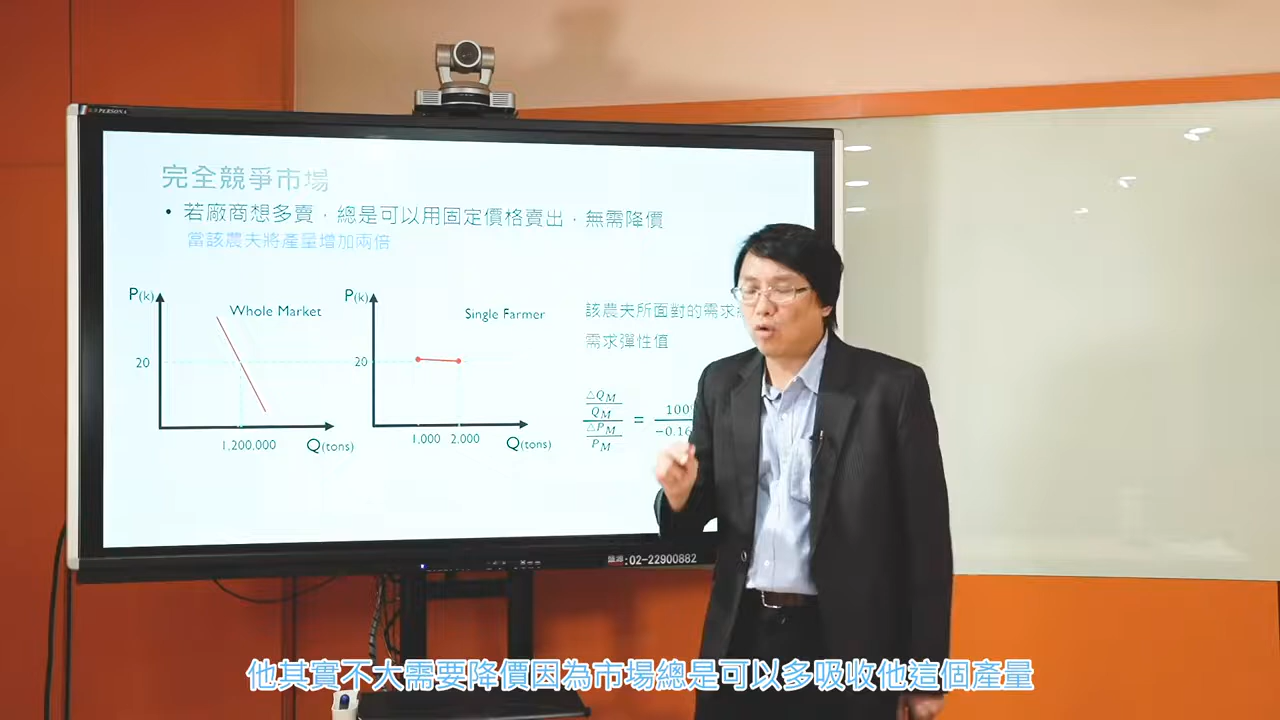 完全競爭市場
• 若廠商想多賣，總是可以用固定價格賣出，無需降價
當該農夫將產量增加兩倍
P(k)
Whole Market
20
1,200,000
Q(tons)
P(k)
Single Farmer
20
1,000 2,000
Q(tons)
該農夫所面對的需求
需求彈性值
△Q_M
Q_M
△P_M
P_M
=
100
−0.16
:02-22900882
他其實不大需要降價因為市場總是可以多吸收他這個產量